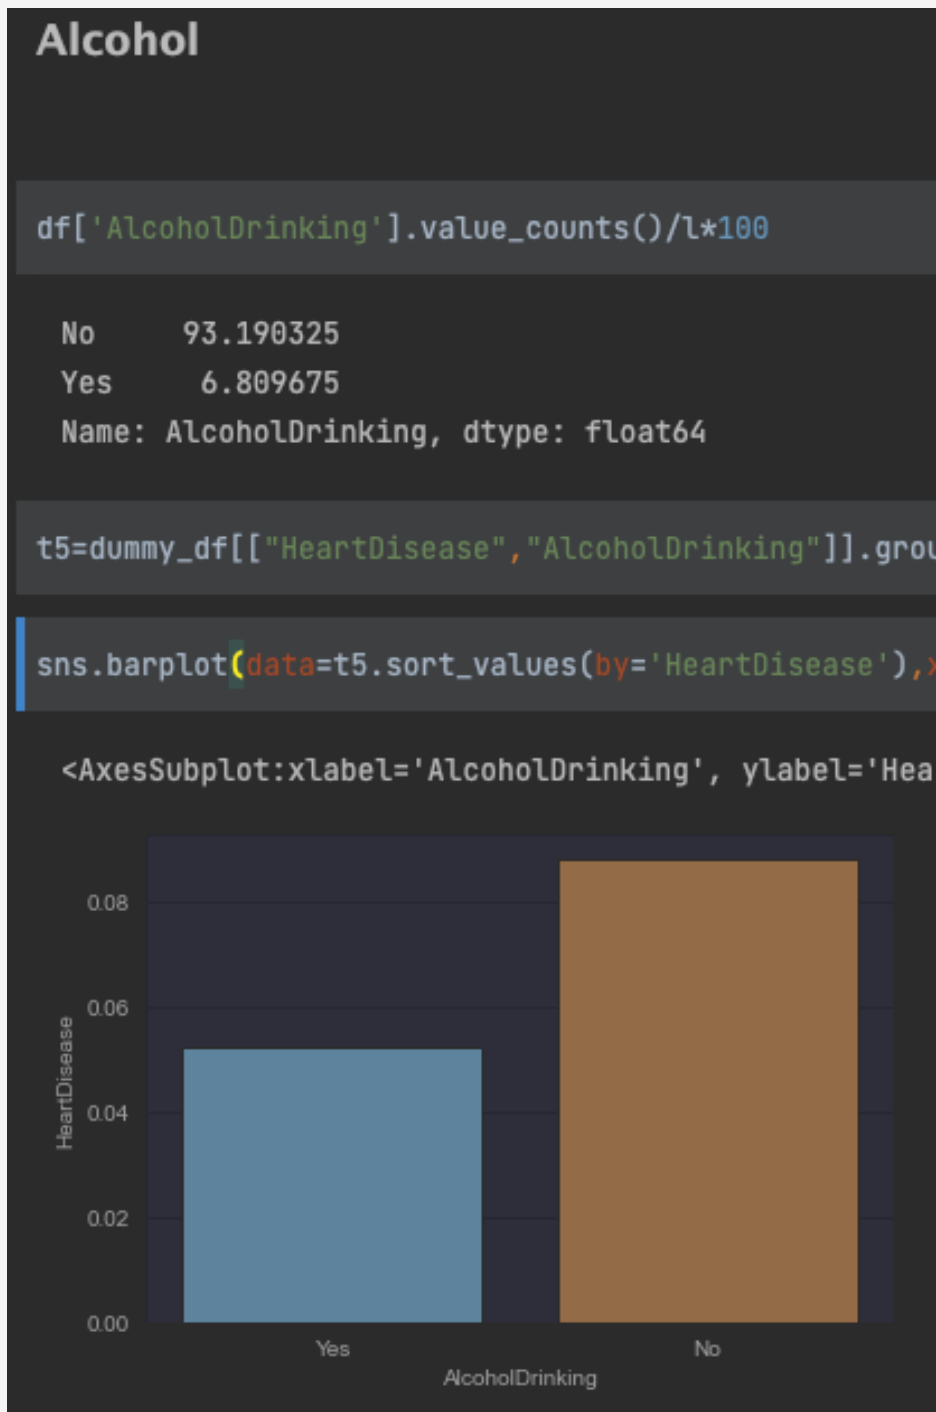 Alcohol
df['AlcoholDrinking'].value_counts()/l*100
No 93.190325
Yes 6.809675
Name: AlcoholDrinking, dtype: float64
t5=dummy_df[["HeartDisease","AlcoholDrinking"]].grou
sns.barplot(data=t5.sort_values(by='HeartDisease'),x
<AxesSubplot:xlabel='AlcoholDrinking', ylabel='Hea
0.08
0.06
0.04
0.02
0.00
HeartDisease
Yes No
AlcoholDrinking